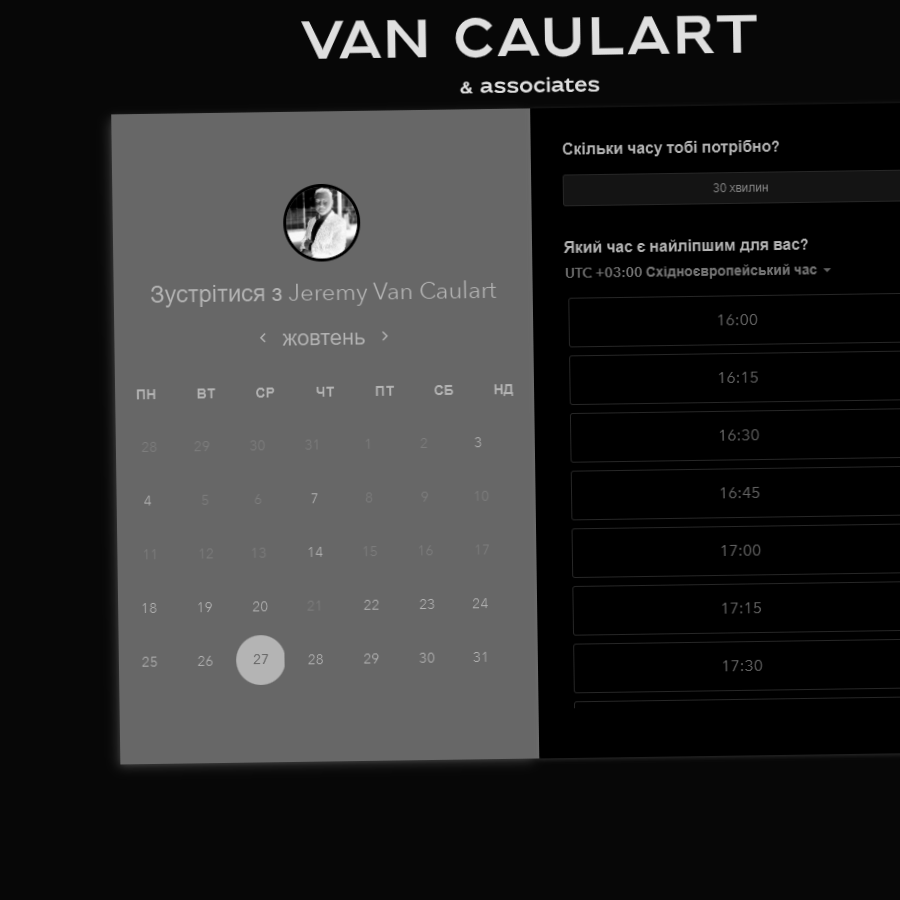 VAN CAULART
& associates
Зустрітися з Jeremy Van Caulart
‹ жовтень ›
ПН ВТ СР ЧТ ПТ СБ НД
28 29 30 31 1 2 3
4 5 6 7 8 9 10
11 12 13 14 15 16 17
18 19 20 21 22 23 24
25 26 27 28 29 30 31
Скільки часу тобі потрібно?
30 хвилин
Який час є найліпшим для вас?
UTC +03:00 Східноєвропейський час
16:00
16:15
16:30
16:45
17:00
17:15
17:30